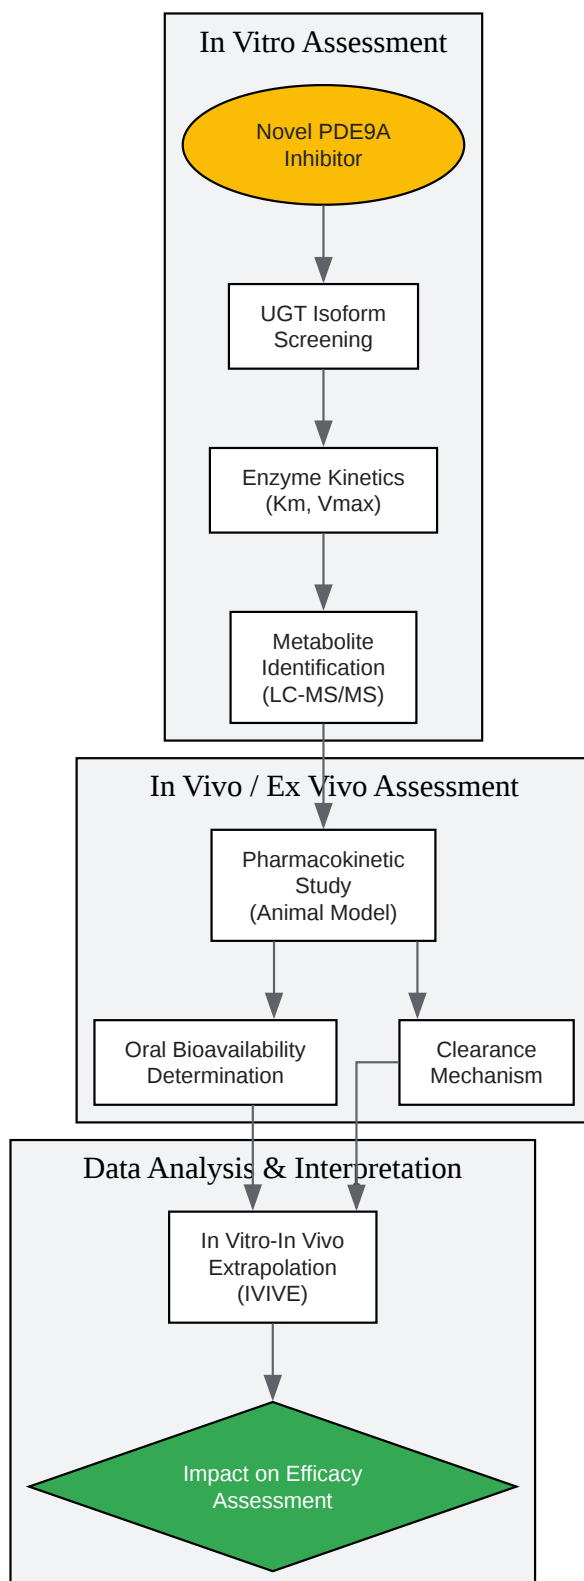 In Vitro Assessment
Novel PDE9A
Inhibitor
UGT Isoform
Screening
Enzyme Kinetics
(Km, Vmax)
Metabolite
Identification
(LC-MS/MS)
In Vivo / Ex Vivo Assessment
Pharmacokinetic
Study
(Animal Model)
Oral Bioavailability
Determination
Clearance
Mechanism
Data Analysis & Interpretation
In Vitro-In Vivo
Extrapolation
(IVIVE)
Impact on Efficacy
Assessment